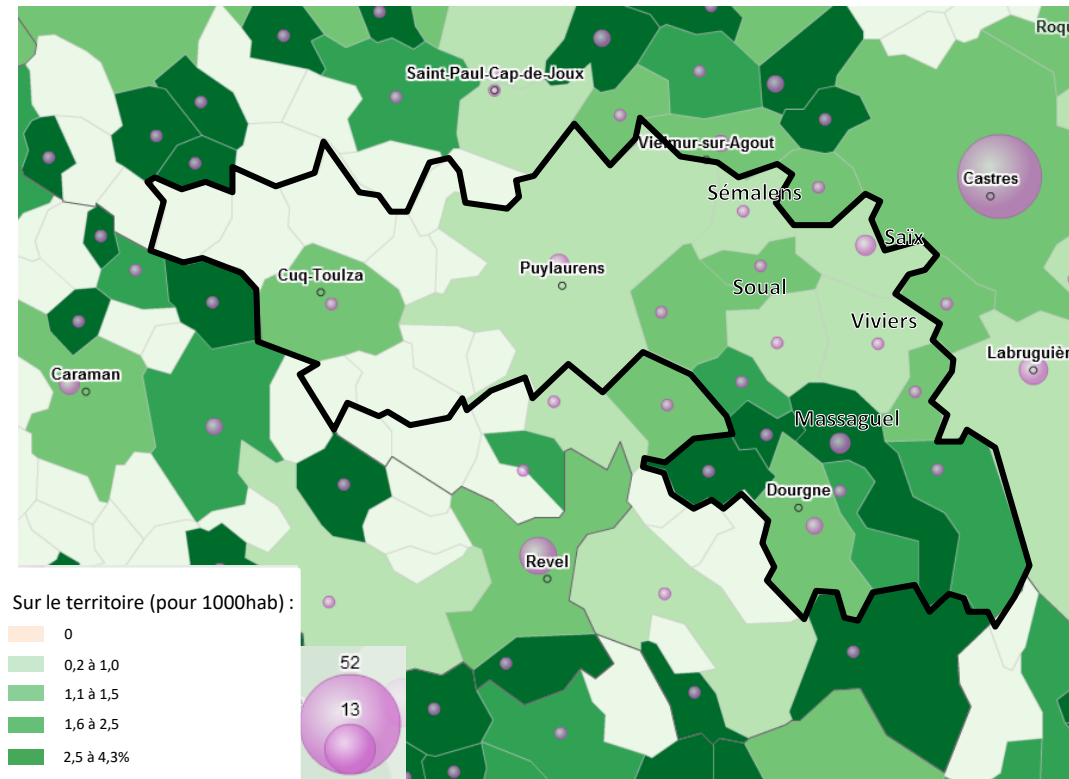 Roqu
Saint-Paul-Cap-de-Joux
Vielmur-sur-Agout
Castres
Sémalens
Saïx
Cuq-Toulza
Puylaurens
Soual
Viviers
Labruguièr
Caraman
Massaguel
Dourgne
Revel
Sur le territoire (pour 1000hab) :
0
0,2 à 1,0
1,1 à 1,5
1,6 à 2,5
2,5 à 4,3%
52
13